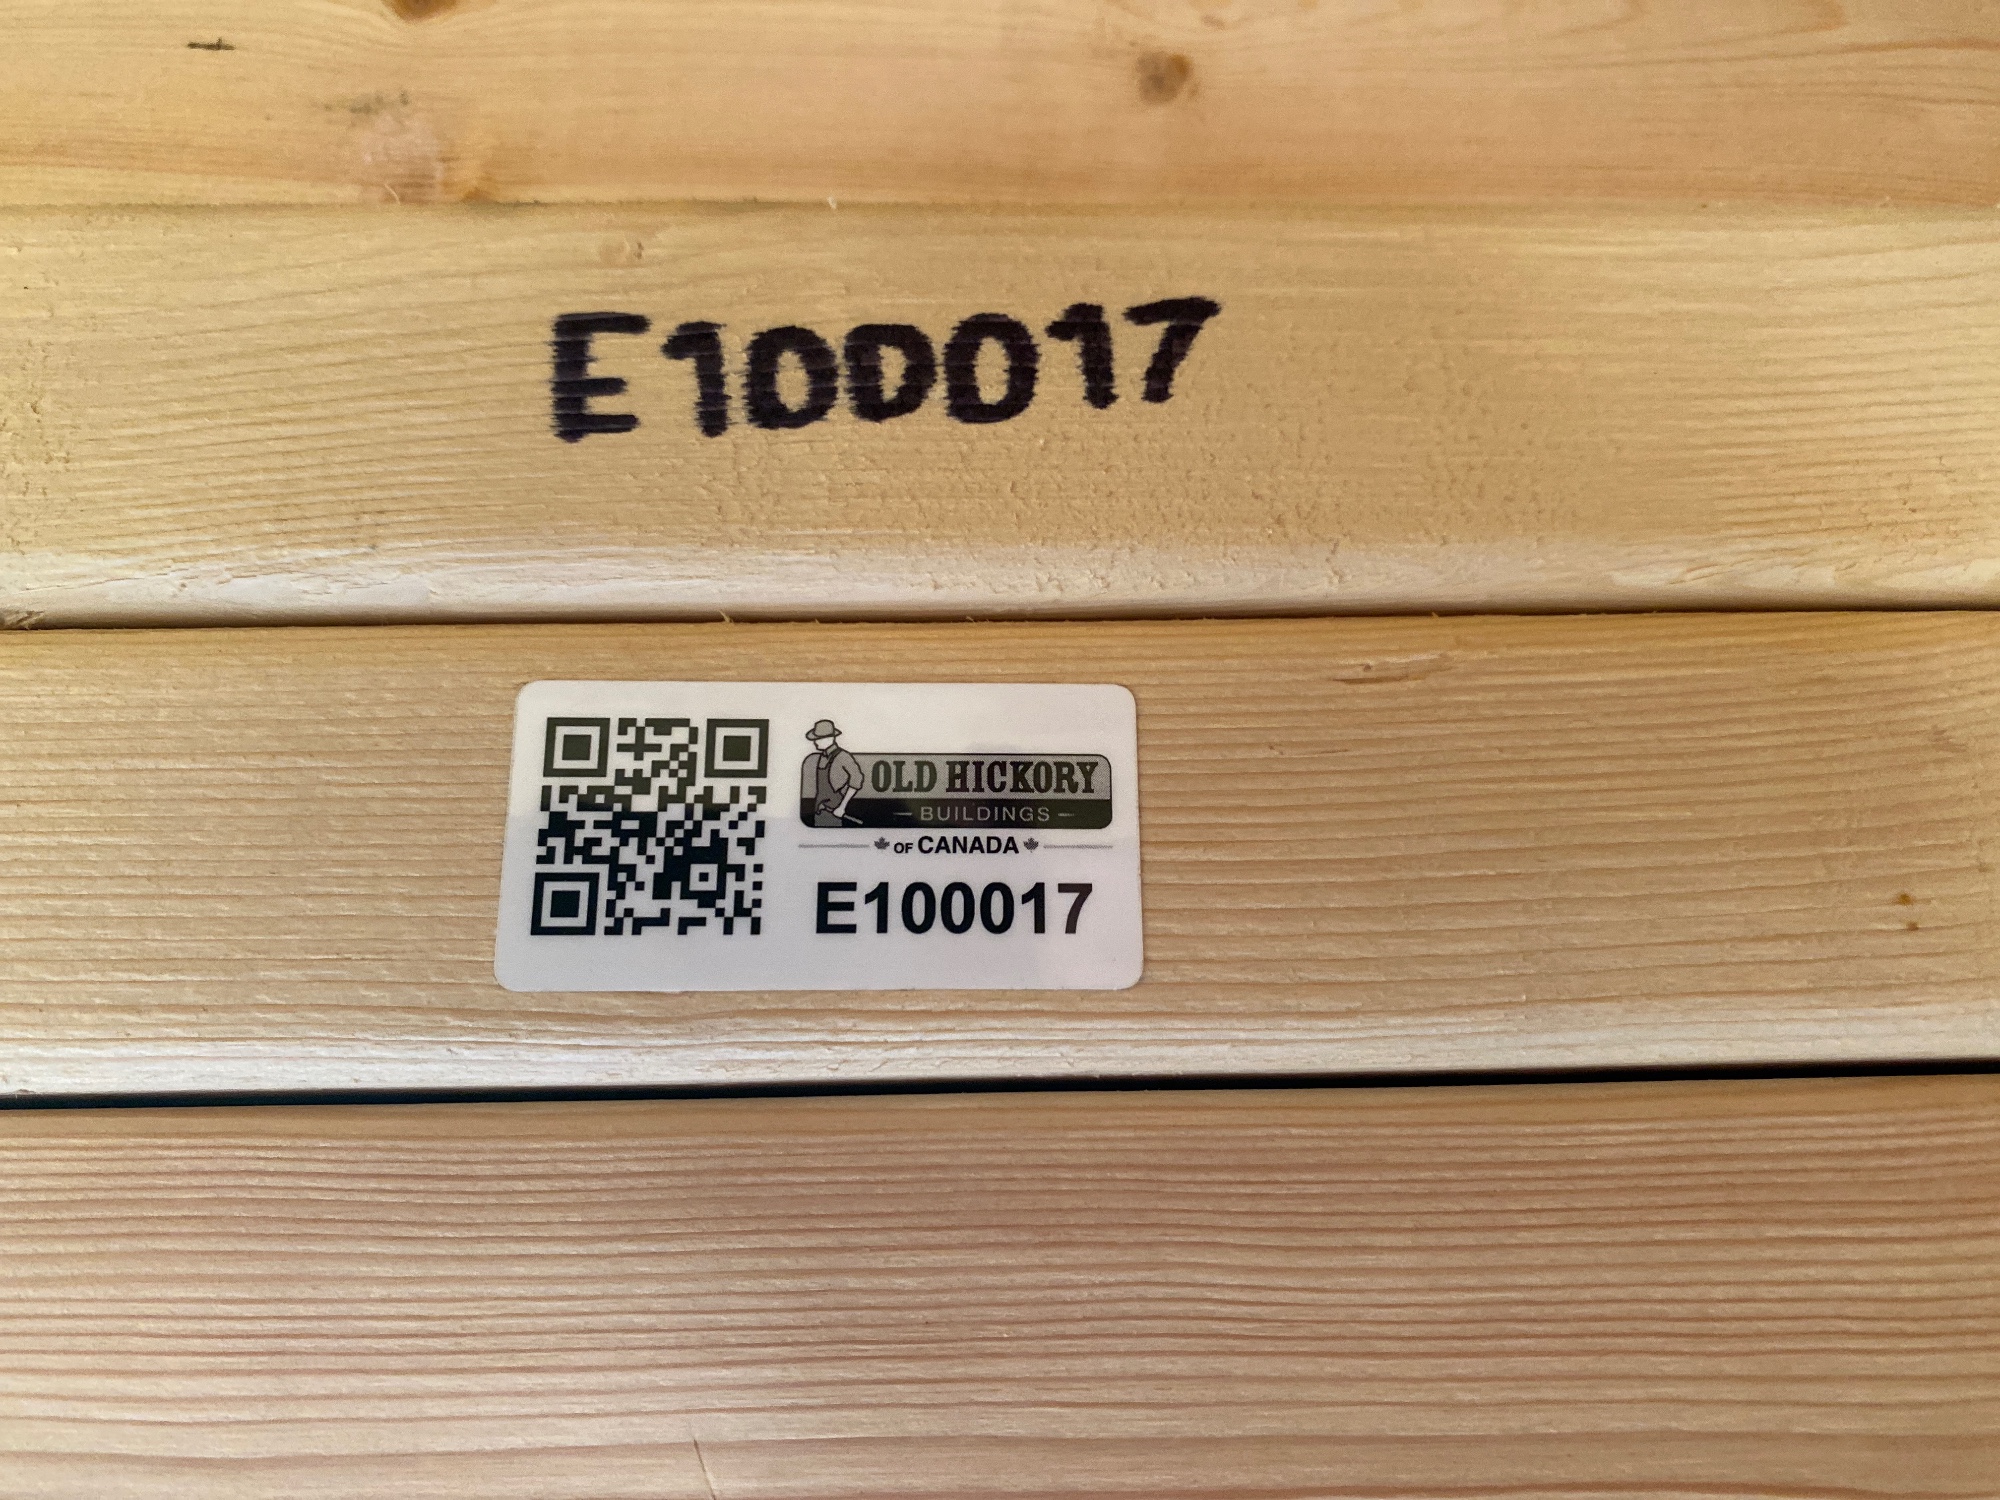 E100017
OLD HICKORY
BUILDINGS
OF CANADA
E100017